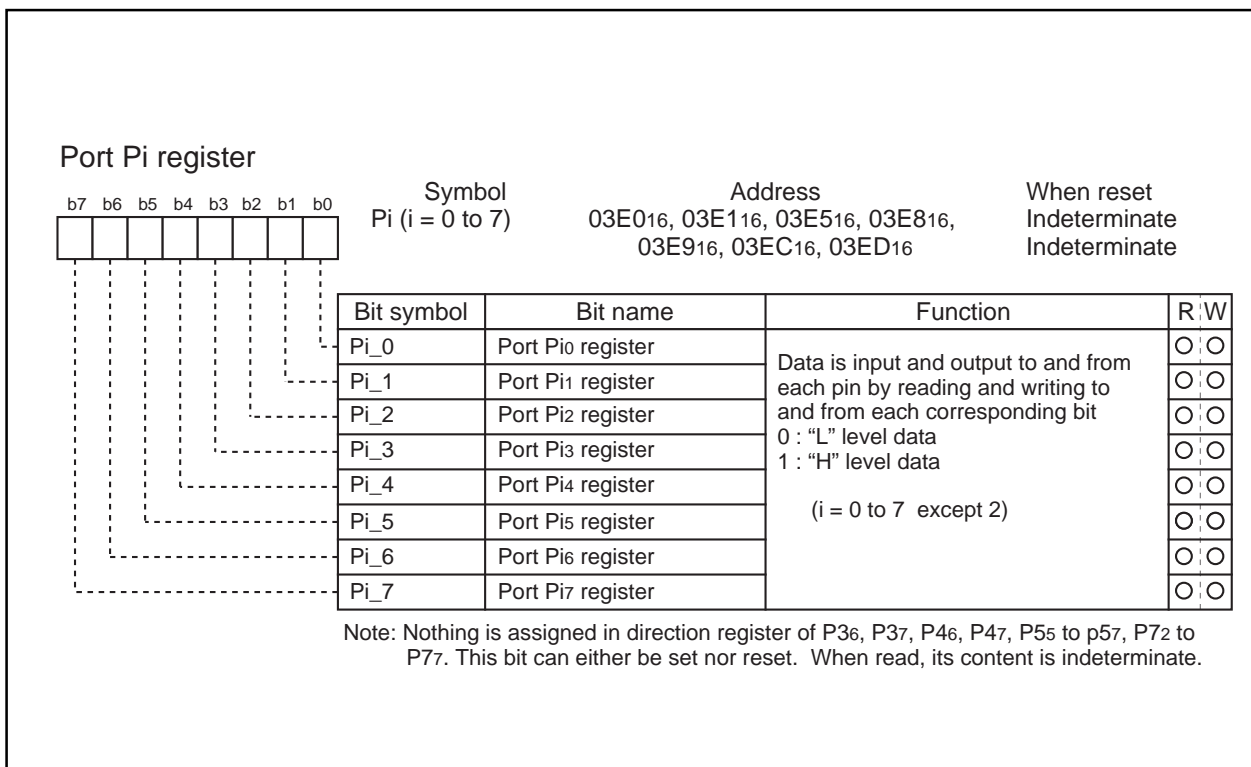 Port Pi register
b7 b6 b5 b4 b3 b2 b1 b0
Symbol Address When reset
Pi (i = 0 to 7) 03E016, 03E116, 03E516, 03E816, Indeterminate
03E916, 03EC16, 03ED16 Indeterminate
Bit symbol Bit name Function R W
Pi_0 Port Pi0 register
Pi_1 Port Pi1 register
Pi_2 Port Pi2 register
Pi_3 Port Pi3 register
Pi_4 Port Pi4 register
Pi_5 Port Pi5 register
Pi_6 Port Pi6 register
Pi_7 Port Pi7 register
Data is input and output to and from
each pin by reading and writing to
and from each corresponding bit
0 : “L” level data
1 : “H” level data
(i = 0 to 7 except 2)
Note: Nothing is assigned in direction register of P36, P37, P46, P47, P55 to p57, P72 to
P77. This bit can either be set nor reset. When read, its content is indeterminate.